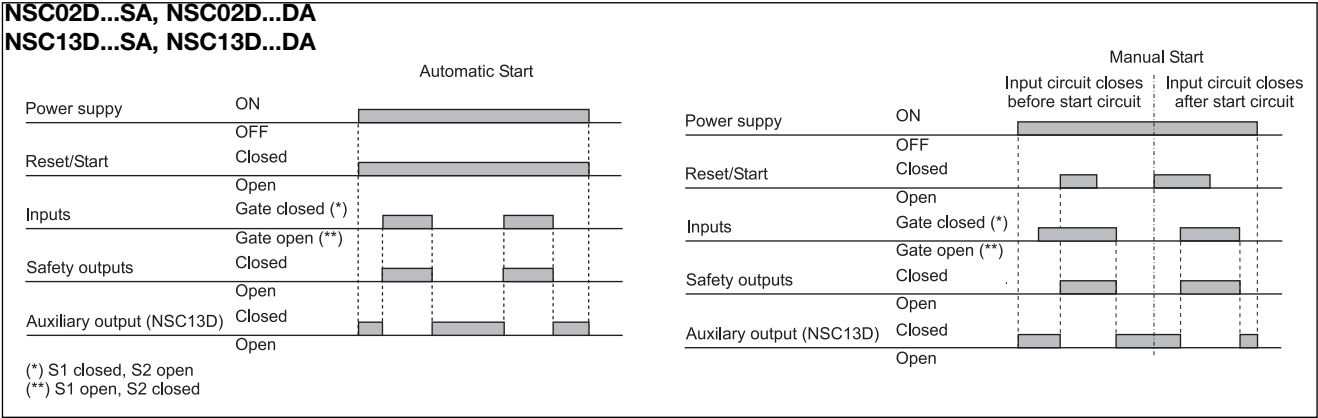 NSC02D...SA, NSC02D...DA
NSC13D...SA, NSC13D...DA
Automatic Start
Power suppy
ON
OFF
Reset/Start
Closed
Open
Inputs
Gate closed (*)
Gate open (**)
Safety outputs
Closed
Open
Auxiliary output (NSC13D)
Closed
Open
(*) S1 closed, S2 open
(**) S1 open, S2 closed
Manual Start
Input circuit closes
before start circuit
Input circuit closes
after start circuit
Power suppy
ON
OFF
Reset/Start
Closed
Open
Inputs
Gate closed (*)
Gate open (**)
Safety outputs
Closed
Open
Auxilary output (NSC13D)
Closed
Open